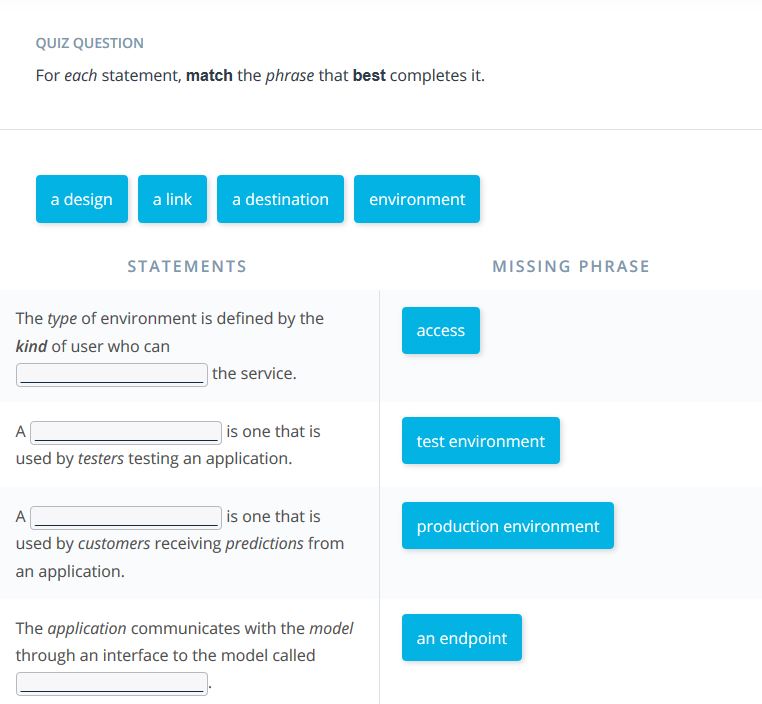 QUIZ QUESTION
For each statement, match the phrase that best completes it.
a design a link a destination environment
STATEMENTS MISSING PHRASE
The type of environment is defined by the
kind of user who can
the service.
access
A is one that is
used by testers testing an application.
test environment
A is one that is
used by customers receiving predictions from
an application.
production environment
The application communicates with the model
through an interface to the model called
.
an endpoint